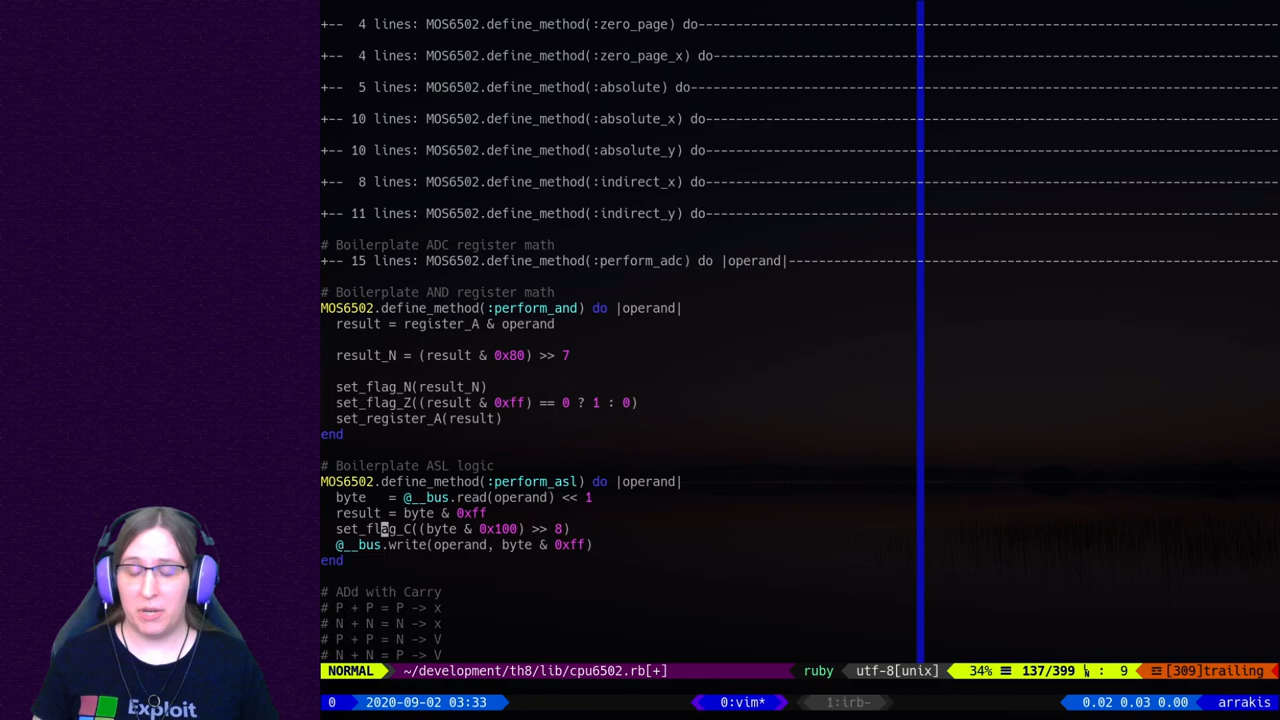 +-- 4 lines: MOS6502.define_method(:zero_page) do---------------------------------------------------------------------------
+-- 4 lines: MOS6502.define_method(:zero_page_x) do-------------------------------------------------------------------------
+-- 5 lines: MOS6502.define_method(:absolute) do----------------------------------------------------------------------------
+-- 10 lines: MOS6502.define_method(:absolute_x) do--------------------------------------------------------------------------
+-- 10 lines: MOS6502.define_method(:absolute_y) do--------------------------------------------------------------------------
+-- 8 lines: MOS6502.define_method(:indirect_x) do--------------------------------------------------------------------------
+-- 11 lines: MOS6502.define_method(:indirect_y) do--------------------------------------------------------------------------
# Boilerplate ADC register math
+-- 15 lines: MOS6502.define_method(:perform_adc) do |operand|---------------------------------------------------------------
# Boilerplate AND register math
MOS6502.define_method(:perform_and) do |operand|
result = register_A & operand
result_N = (result & 0x80) >> 7
set_flag_N(result_N)
set_flag_Z((result & 0xff) == 0 ? 1 : 0)
set_register_A(result)
end
# Boilerplate ASL logic
MOS6502.define_method(:perform_asl) do |operand|
byte = @__bus.read(operand) << 1
result = byte & 0xff
set_flag_C((byte & 0x100) >> 8)
@__bus.write(operand, byte & 0xff)
end
# ADd with Carry
# P + P = P -> x
# N + N = N -> x
# P + P = N -> V
# N + N = P -> V
NORMAL ~/development/th8/lib/cpu6502.rb[+] ruby utf-8[unix] 34% 137/399 : 9 [309]trailing
0 2020-09-02 03:33 0:vim* 1:irb- 0.02 0.03 0.00 arrakis
Exploit